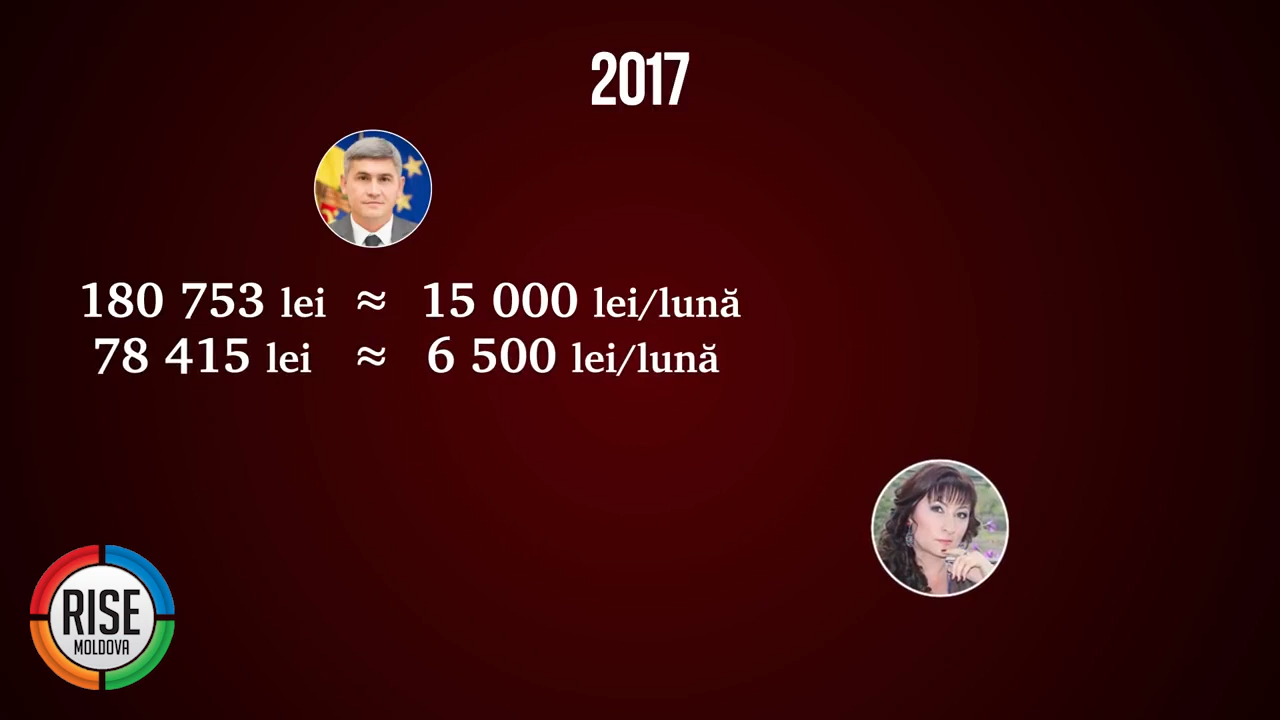 2017
180 753 lei ≈ 15 000 lei/lună
78 415 lei ≈ 6 500 lei/lună
RISE
MOLDOVA